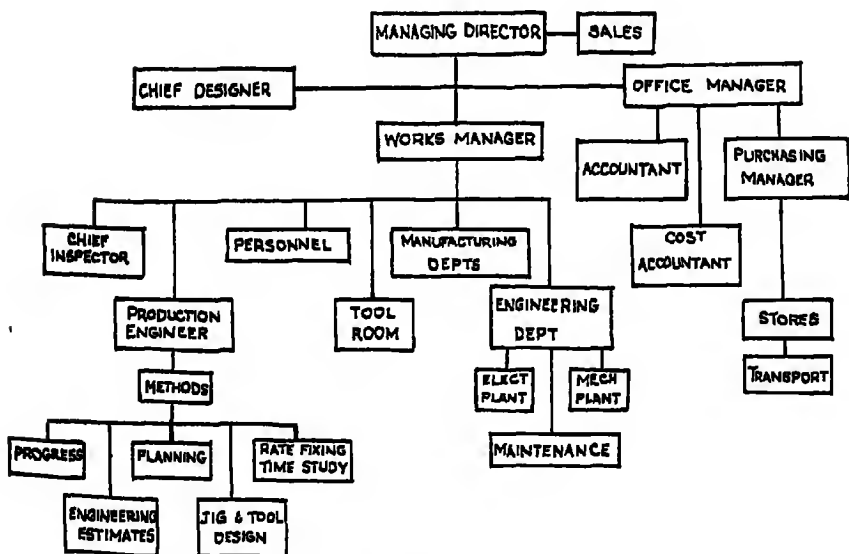 MANAGING DIRECTOR
SALES
CHIEF DESIGNER
OFFICE MANAGER
WORKS MANAGER
ACCOUNTANT
PURCHASING
MANAGER
CHIEF
INSPECTOR
PERSONNEL
MANUFACTURING
DEPTS
COST
ACCOUNTANT
PRODUCTION
ENGINEER
TOOL
ROOM
ENGINEERING
DEPT
STORES
METHODS
ELECT
PLANT
MECH
PLANT
TRANSPORT
PROGRESS
PLANNING
RATE FIXING
TIME STUDY
MAINTENANCE
ENGINEERING
ESTIMATES
JIG & TOOL
DESIGN